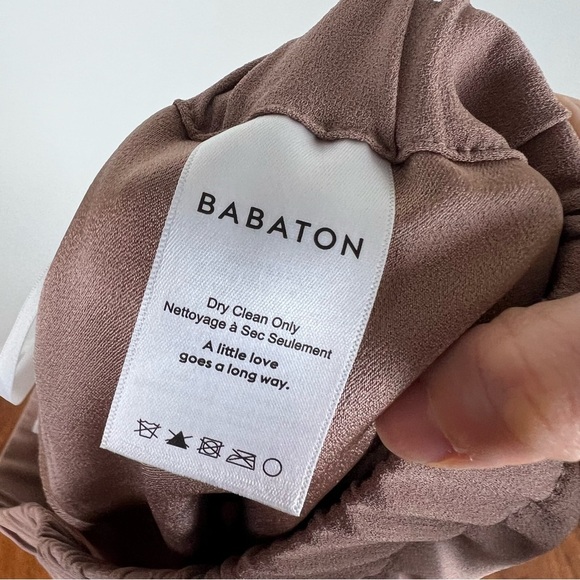 BABATON
Dry Clean Only
Nettoyage à Sec Seulement
A little love
goes a long way.